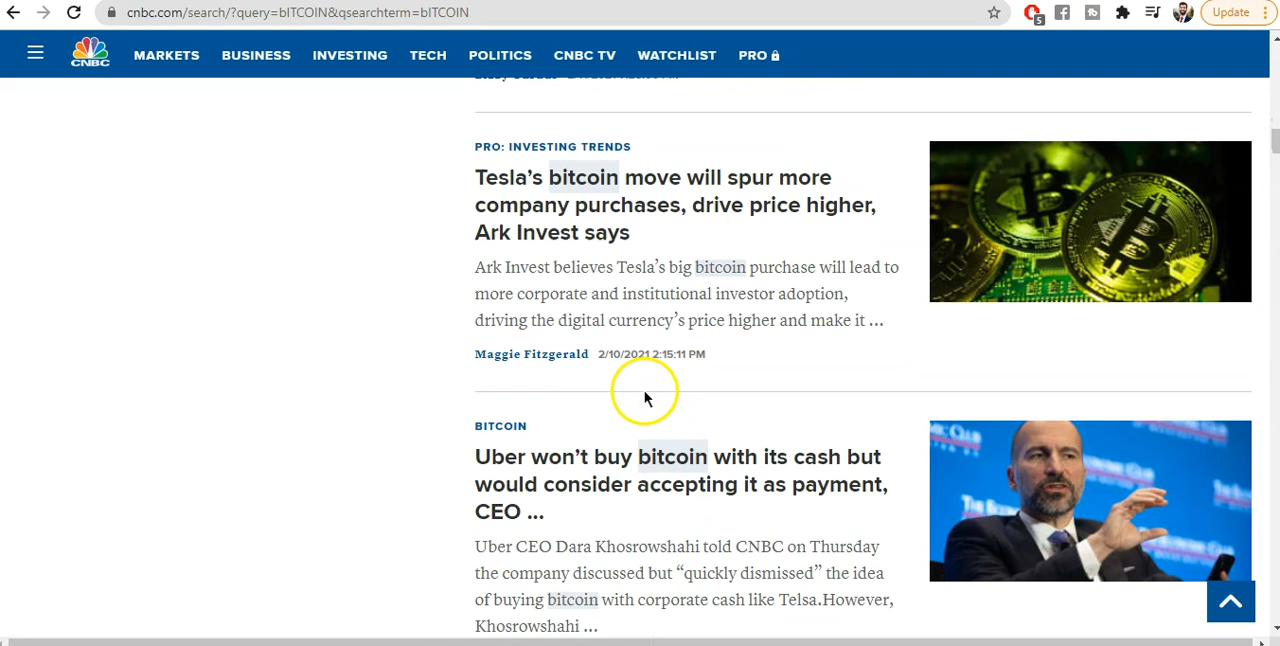 cnbc.com/search/?query=bITCOIN&qsearchterm=bITCOIN
5
Update
CNBC
MARKETS BUSINESS INVESTING TECH POLITICS CNBC TV WATCHLIST PRO
PRO: INVESTING TRENDS
Tesla’s bitcoin move will spur more
company purchases, drive price higher,
Ark Invest says
Ark Invest believes Tesla’s big bitcoin purchase will lead to
more corporate and institutional investor adoption,
driving the digital currency’s price higher and make it ...
Maggie Fitzgerald 2/10/2021 2:15:11 PM
BITCOIN
Uber won’t buy bitcoin with its cash but
would consider accepting it as payment,
CEO ...
Uber CEO Dara Khosrowshahi told CNBC on Thursday
the company discussed but “quickly dismissed” the idea
of buying bitcoin with corporate cash like Telsa.However,
Khosrowshahi ...